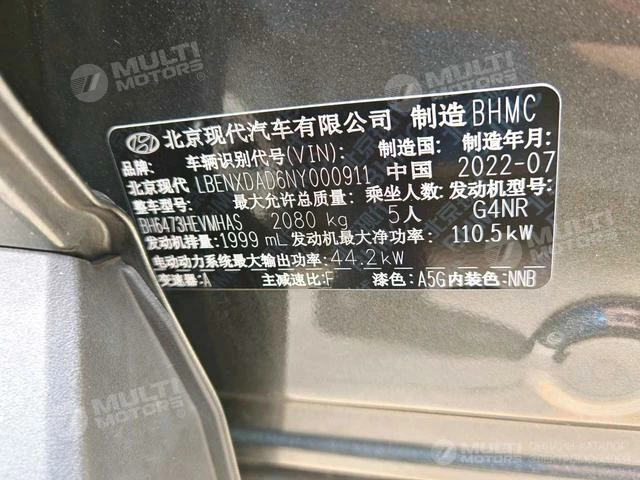 MULTI MOTORS®
MULTI MOTORS®
北京现代汽车有限公司 制造 BHMC
品牌: 车辆识别代号(VIN): 制造国: 制造年月:
北京现代 LBENXDAD6NY000911 中国 2022-07
整车型号: 最大允许总质量: 乘坐人数: 发动机型号:
BH6473HEVMHAS 2080 kg 5人 G4NR
发动机排量: 1999 mL 发动机最大净功率: 110.5kW
电动动力系统最大输出功率: 44.2kW
变速器: A 主减速比: F 漆色: A5G 内装色: NNB
MULTI MOTORS
MULTI MOTORS
MULTI MOTORS